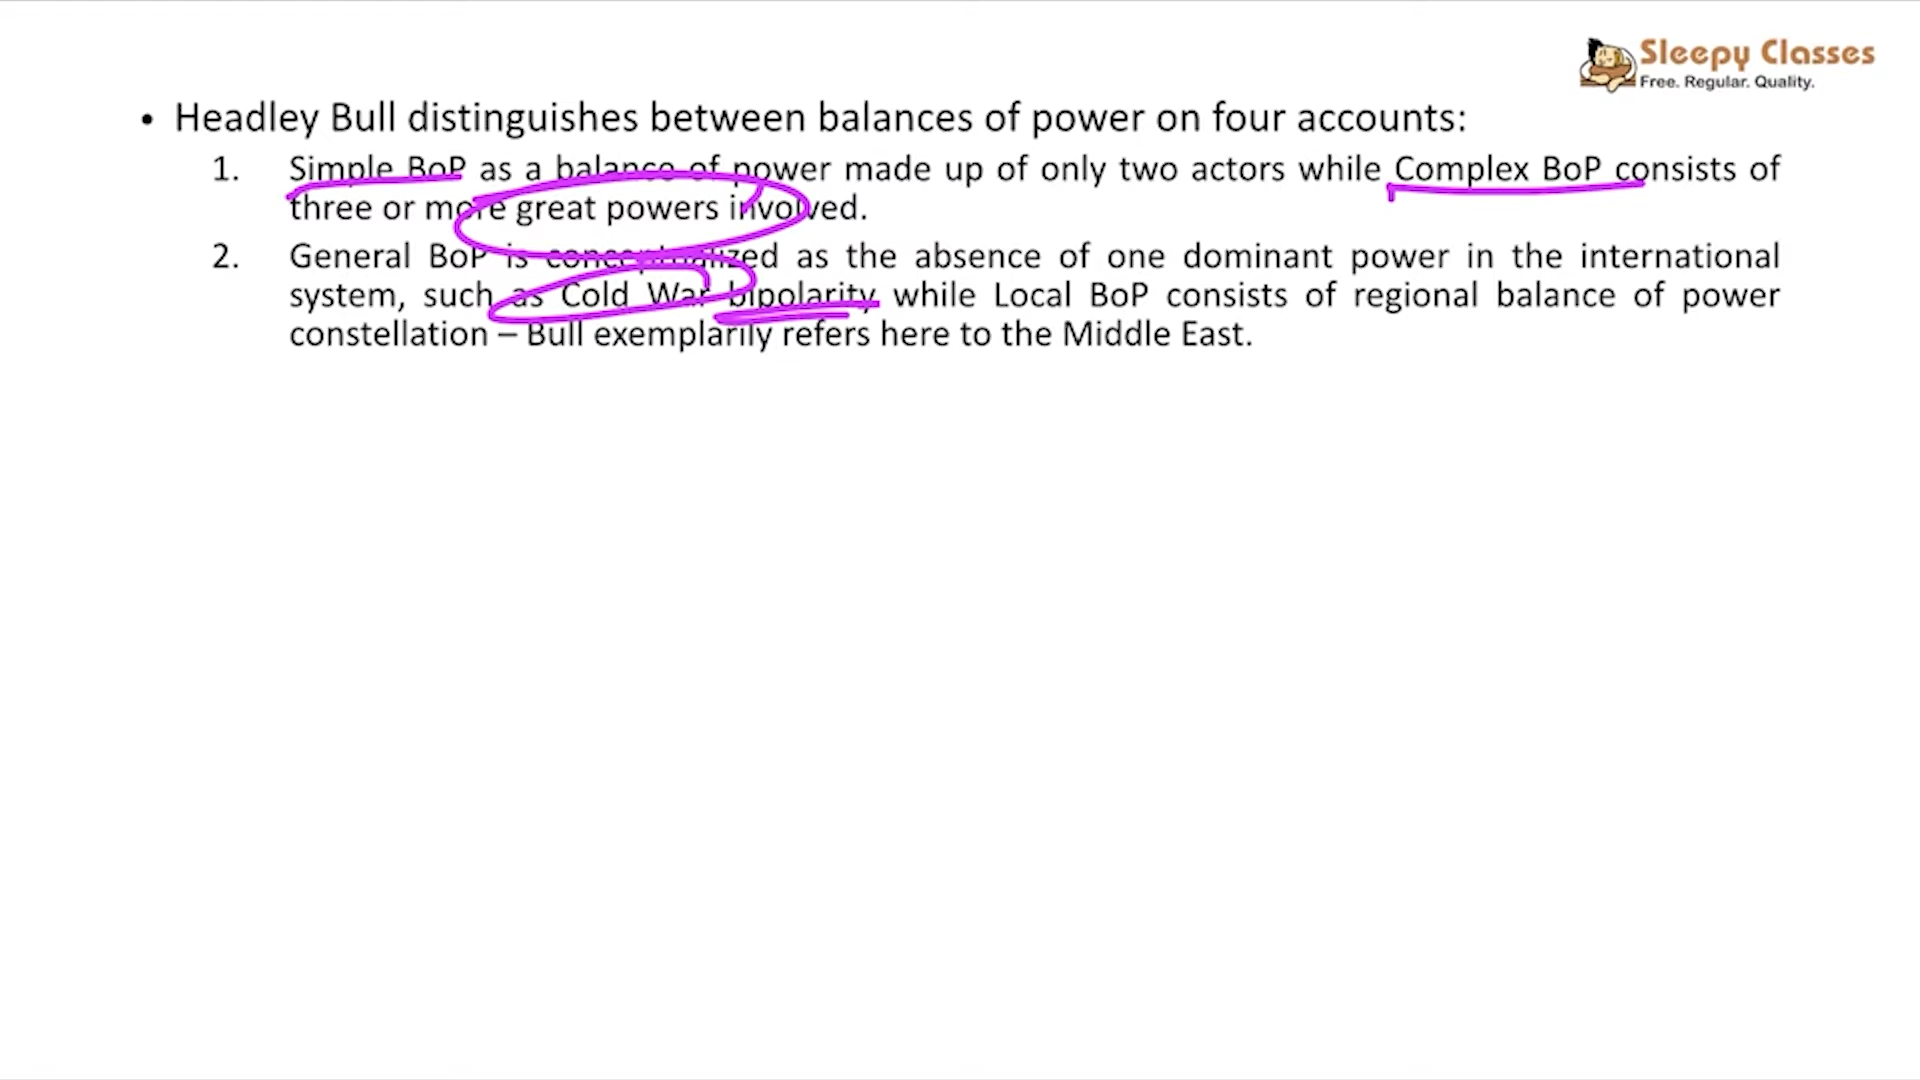 Sleepy Classes
Free. Regular. Quality.
• Headley Bull distinguishes between balances of power on four accounts:
1. Simple BoP as a balance of power made up of only two actors while Complex BoP consists of
three or more great powers involved.
2. General BoP is conceptualized as the absence of one dominant power in the international
system, such as Cold War bipolarity while Local BoP consists of regional balance of power
constellation – Bull exemplarily refers here to the Middle East.